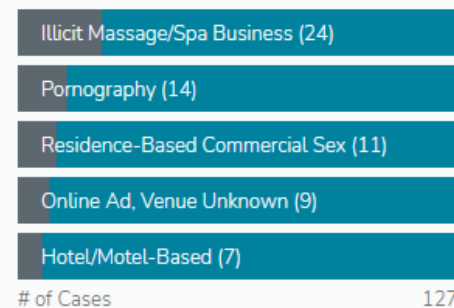 Illicit Massage/Spa Business (24)
Pornography (14)
Residence-Based Commercial Sex (11)
Online Ad, Venue Unknown (9)
Hotel/Motel-Based (7)
# of Cases 127